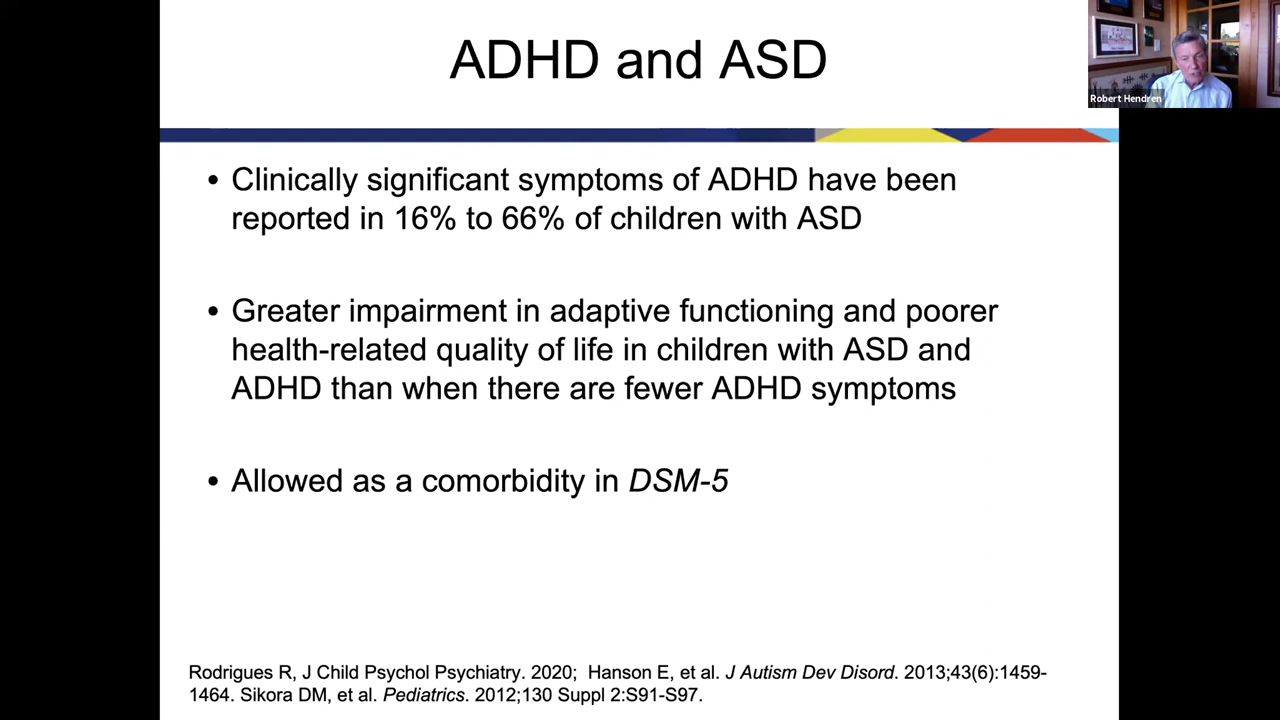 ADHD and ASD
Robert Hendren
• Clinically significant symptoms of ADHD have been
reported in 16% to 66% of children with ASD
• Greater impairment in adaptive functioning and poorer
health-related quality of life in children with ASD and
ADHD than when there are fewer ADHD symptoms
• Allowed as a comorbidity in DSM-5
Rodrigues R, J Child Psychol Psychiatry. 2020;  Hanson E, et al. J Autism Dev Disord. 2013;43(6):1459-
1464. Sikora DM, et al. Pediatrics. 2012;130 Suppl 2:S91-S97.